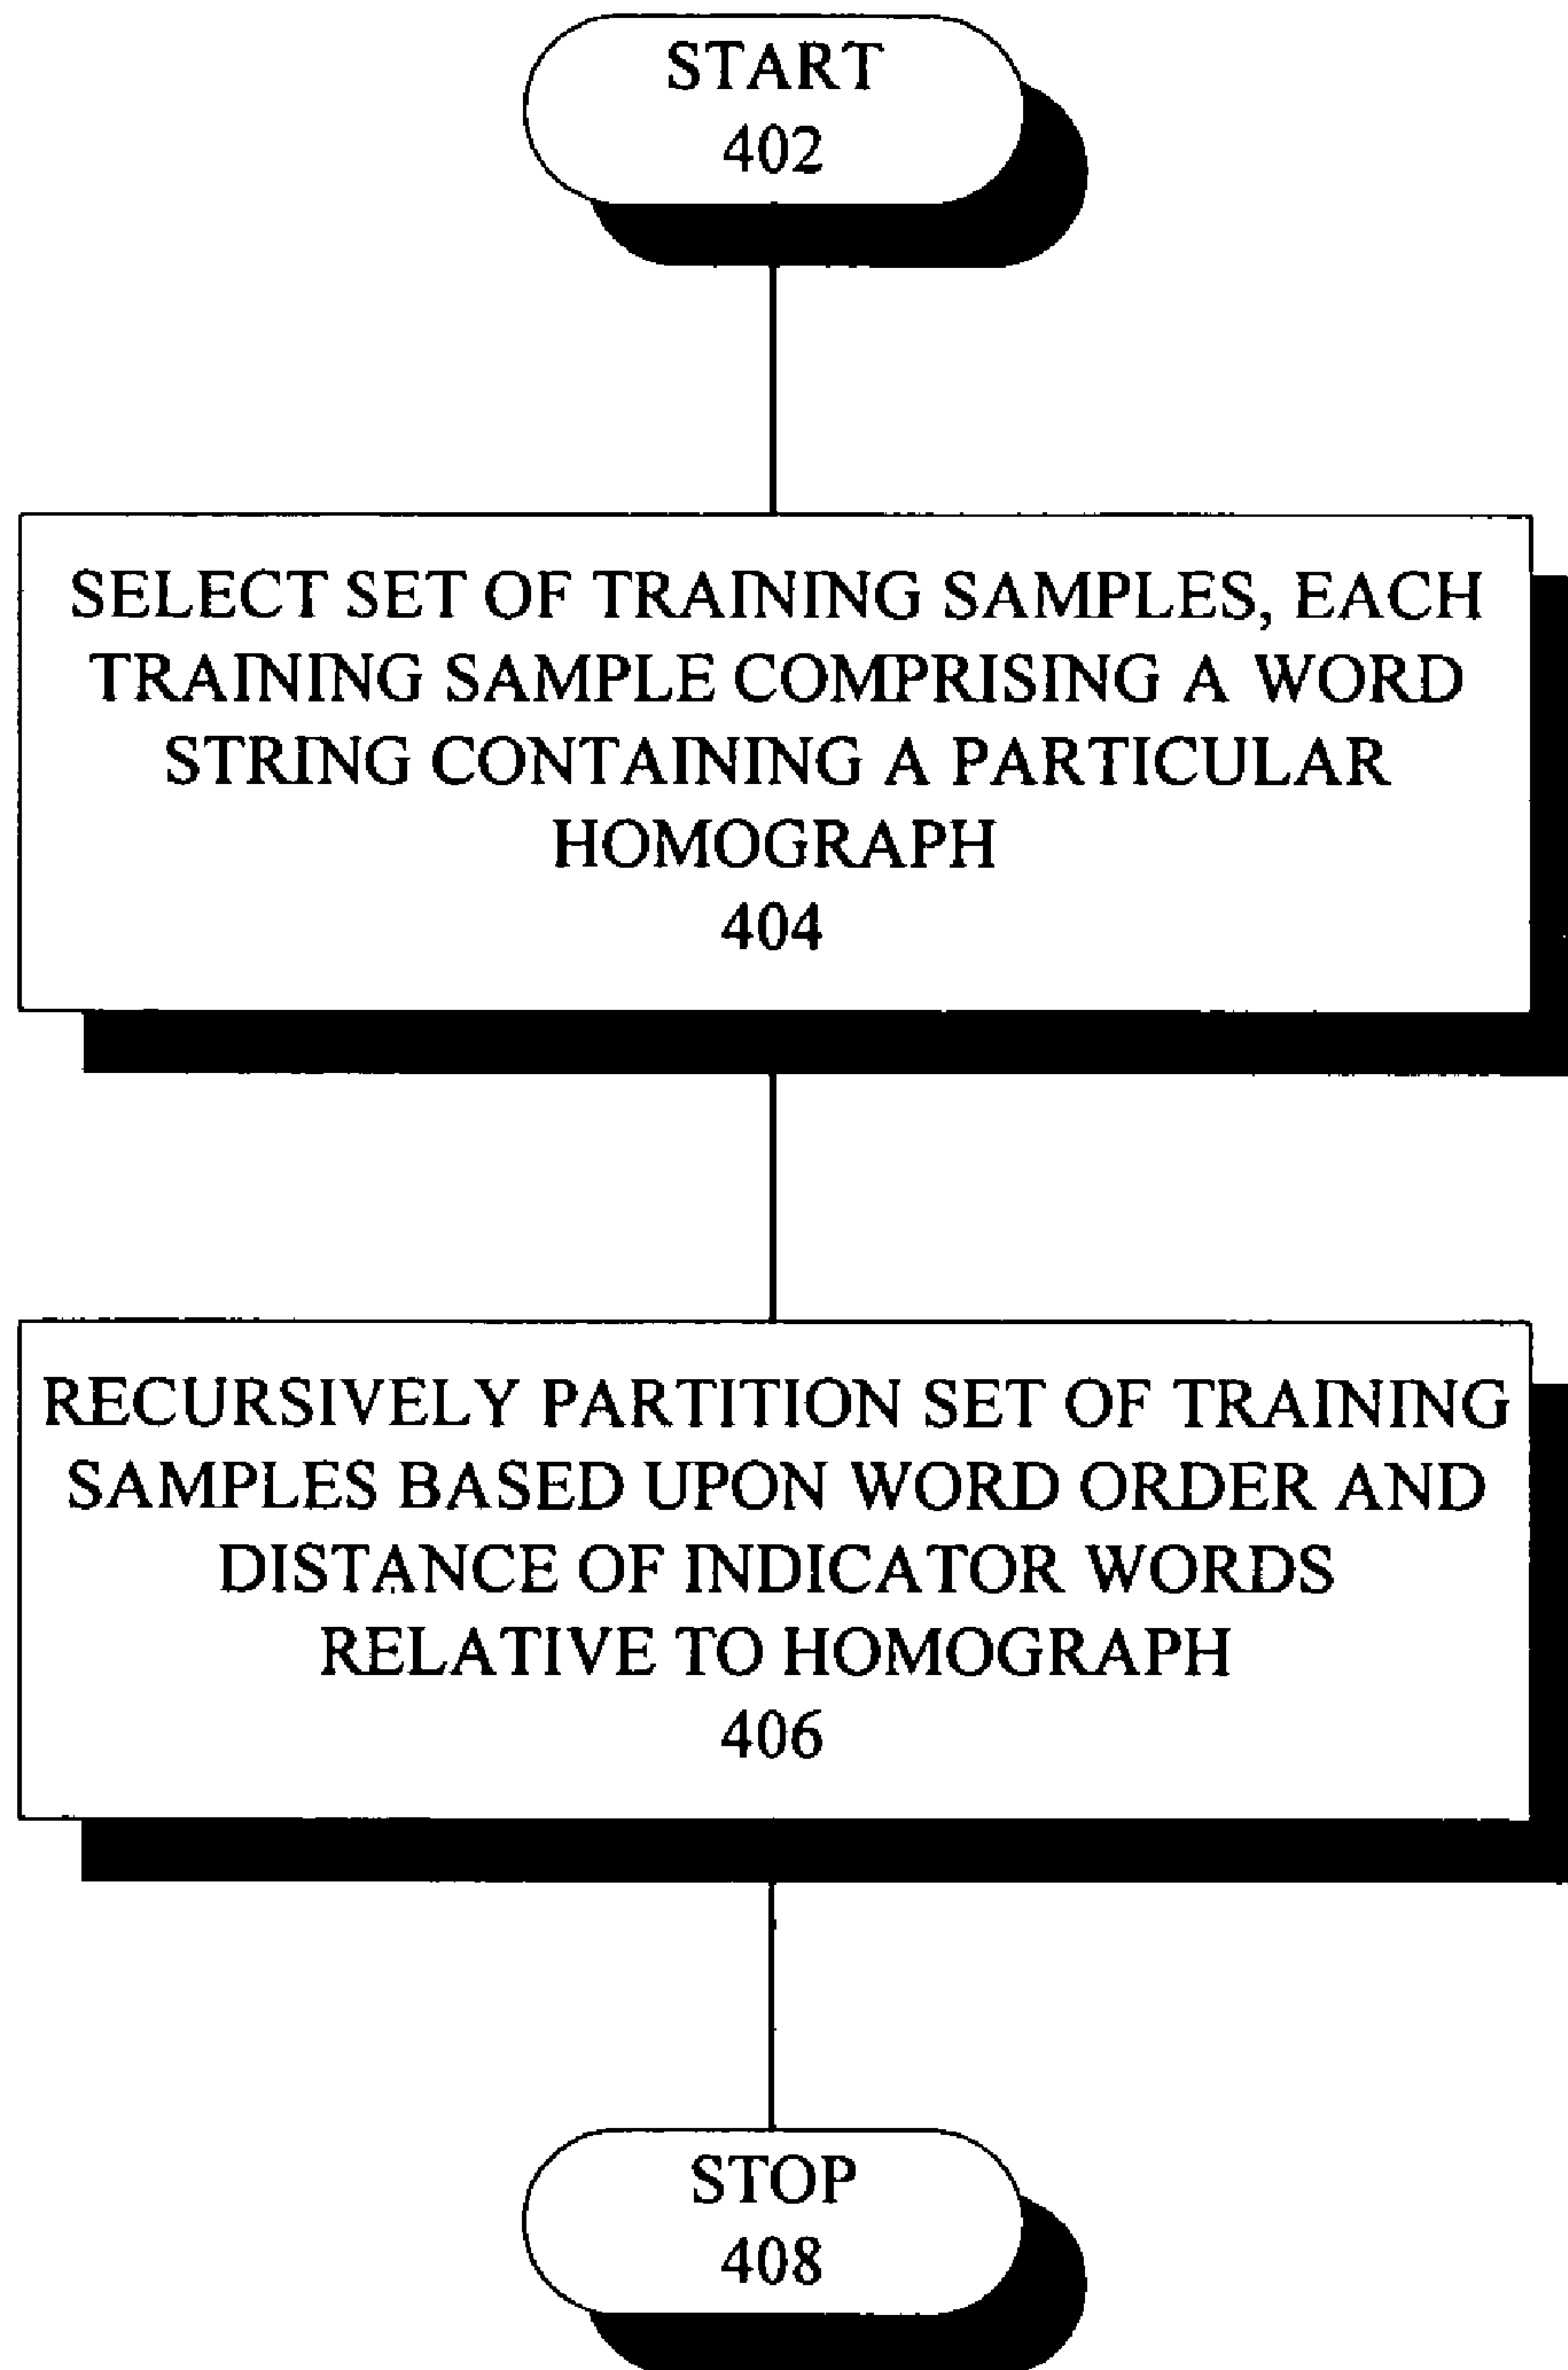 START
402
SELECT SET OF TRAINING SAMPLES, EACH
TRAINING SAMPLE COMPRISING A WORD
STRING CONTAINING A PARTICULAR
HOMOGRAPH
404
RECURSIVELY PARTITION SET OF TRAINING
SAMPLES BASED UPON WORD ORDER AND
DISTANCE OF INDICATOR WORDS
RELATIVE TO HOMOGRAPH
406
STOP
408